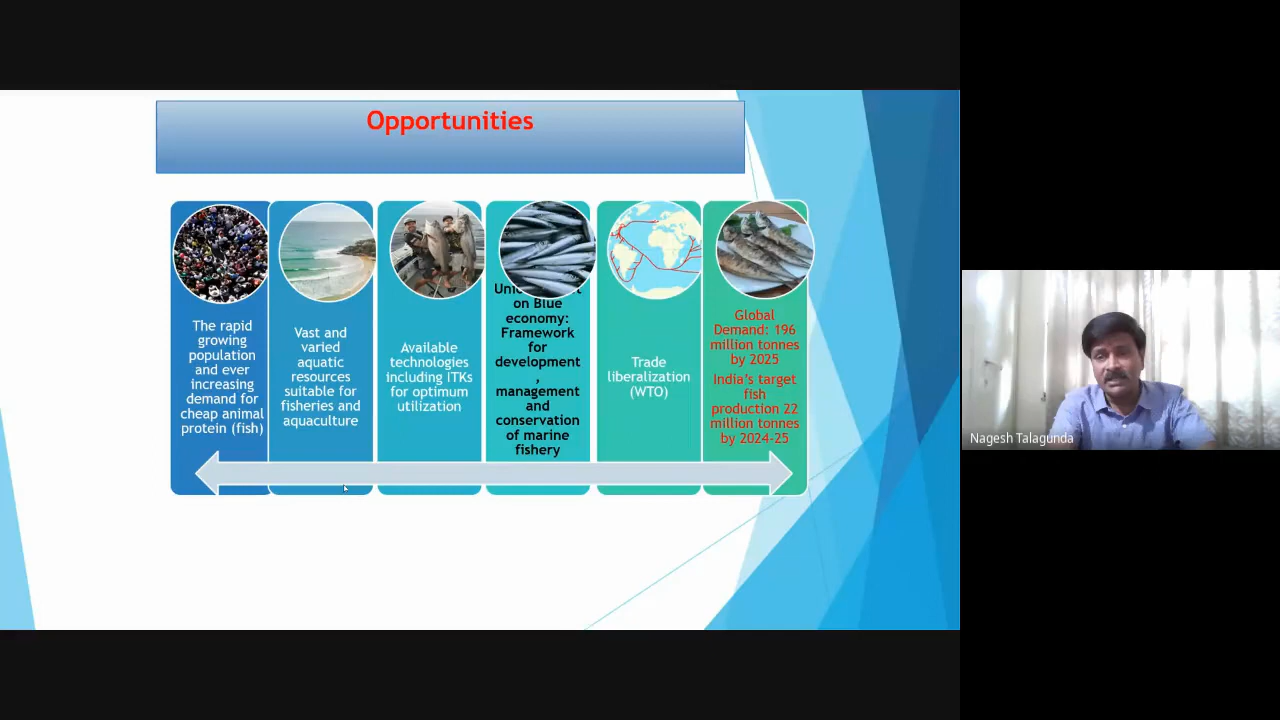 Opportunities
The rapid
growing
population
and ever
increasing
demand for
cheap animal
protein (fish)
Vast and
varied
aquatic
resources
suitable for
fisheries and
aquaculture
Available
technologies
including ITKs
for optimum
utilization
on Blue
economy:
Framework
for
development
,
management
and
conservation
of marine
fishery
Trade
liberalization
(WTO)
Global
Demand: 196
million tonnes
by 2025
India's target
fish
production 22
million tonnes
by 2024-25
Nagesh Talagunda